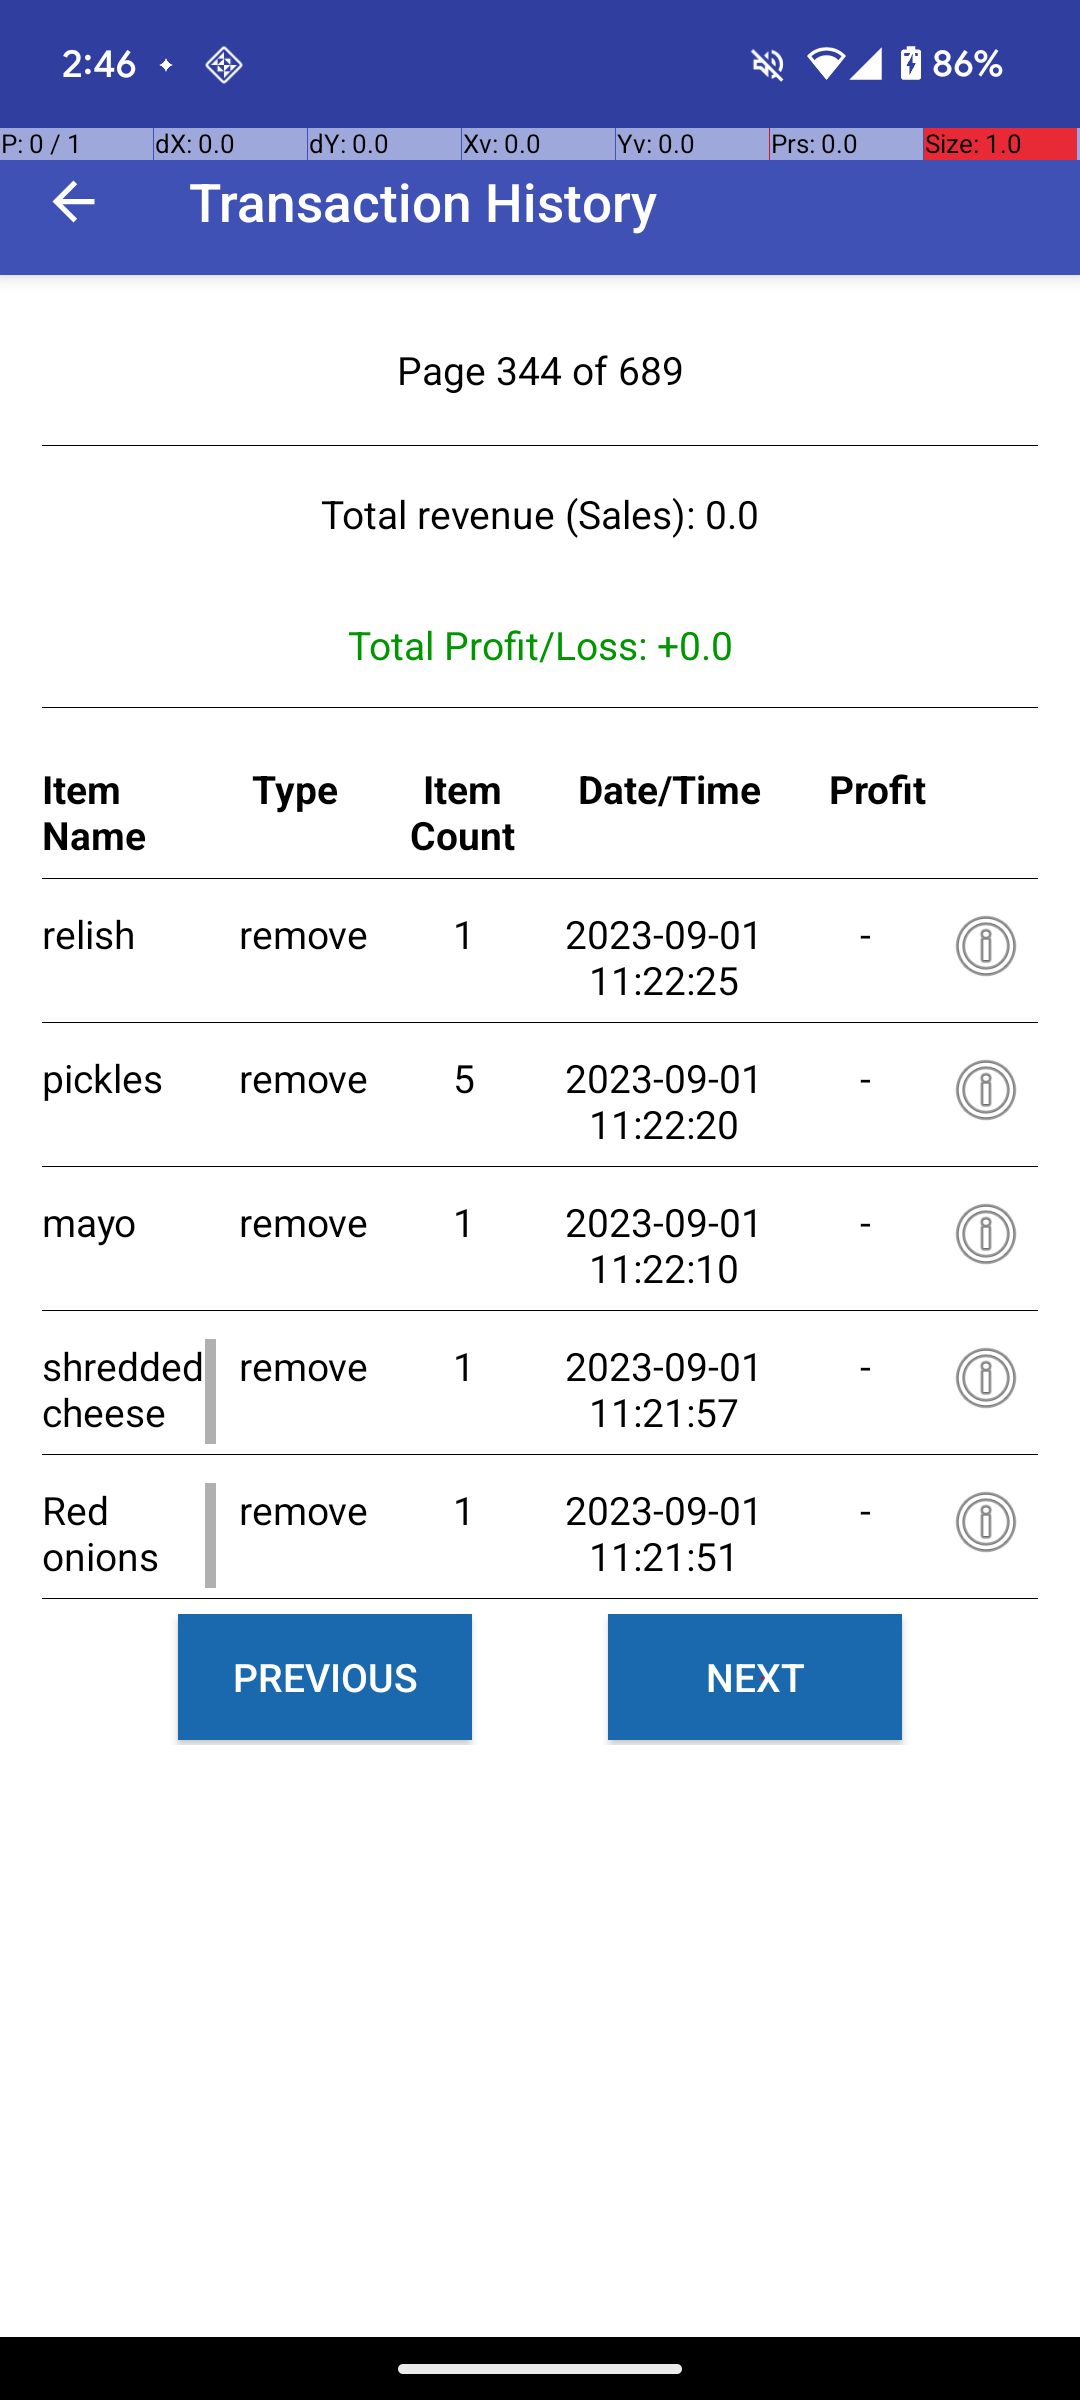 2:46
86%
P: 0 / 1 dX: 0.0 dY: 0.0 Xv: 0.0 Yv: 0.0 Prs: 0.0 Size: 1.0
Transaction History
Page 344 of 689
Total revenue (Sales): 0.0
Total Profit/Loss: +0.0
Item Name Type Item Count Date/Time Profit
relish remove 1 2023-09-01 11:22:25 -
pickles remove 5 2023-09-01 11:22:20 -
mayo remove 1 2023-09-01 11:22:10 -
shredded cheese remove 1 2023-09-01 11:21:57 -
Red onions remove 1 2023-09-01 11:21:51 -
PREVIOUS NEXT